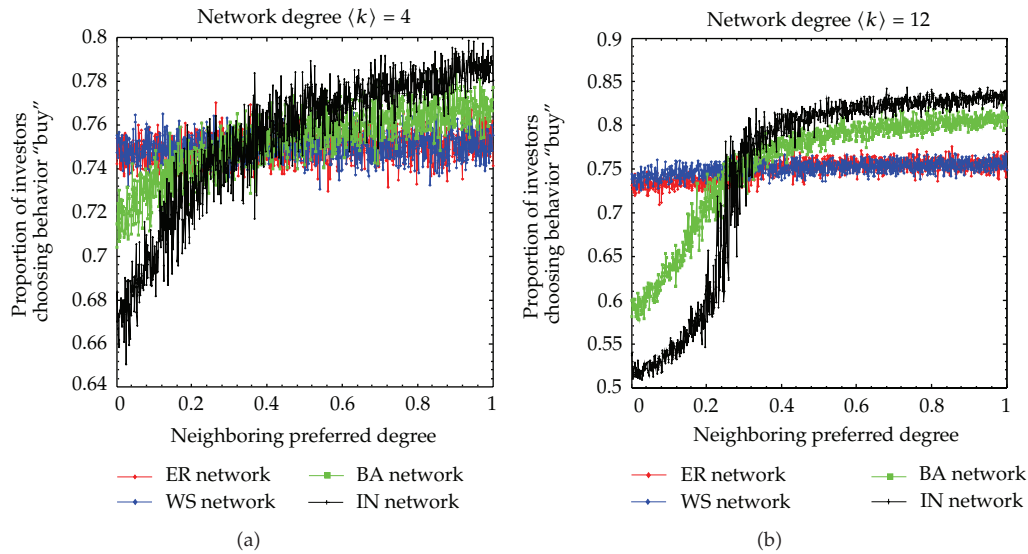 Network degree ⟨k⟩ = 4
Proportion of investors
choosing behavior “buy”
0.8
0.78
0.76
0.74
0.72
0.7
0.68
0.66
0.64
0 0.2 0.4 0.6 0.8 1
Neighboring preferred degree
ER network BA network
WS network IN network
(a)
Network degree ⟨k⟩ = 12
Proportion of investors
choosing behavior “buy”
0.9
0.85
0.8
0.75
0.7
0.65
0.6
0.55
0.5
0 0.2 0.4 0.6 0.8 1
Neighboring preferred degree
ER network BA network
WS network IN network
(b)